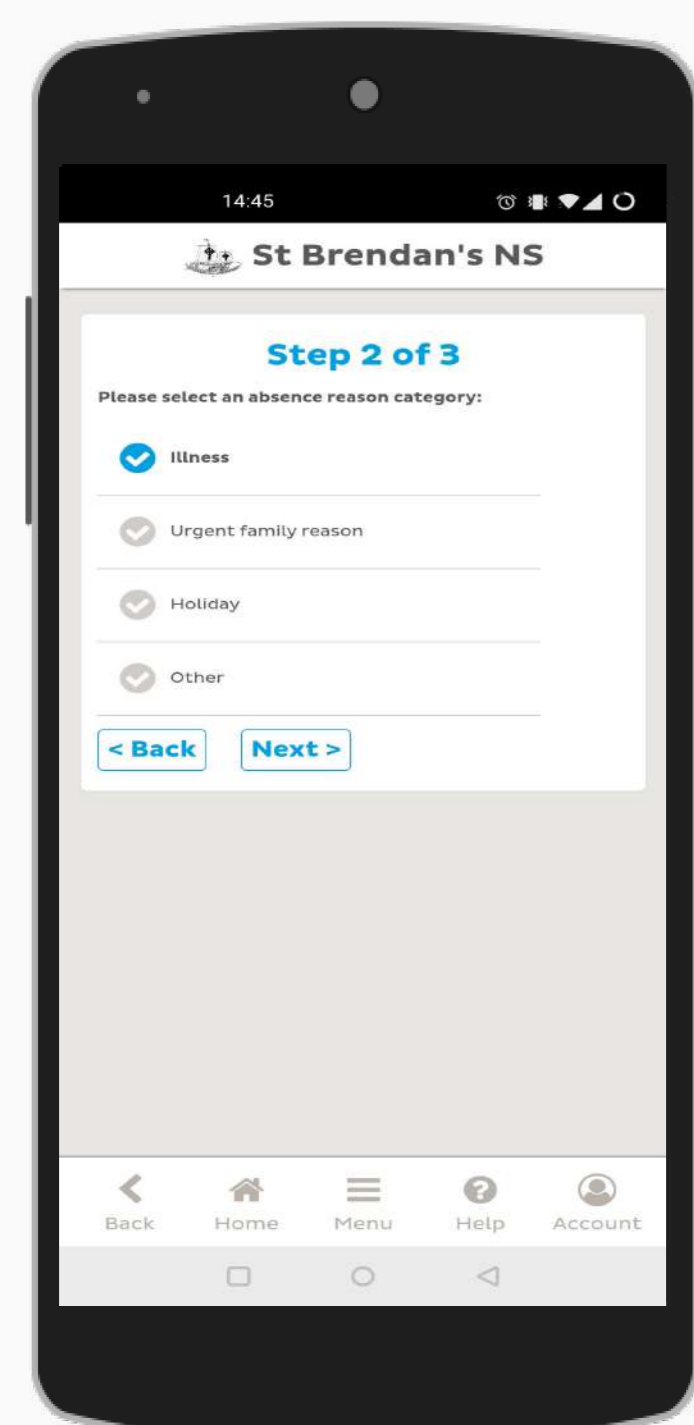 14:45
St Brendan's NS
Step 2 of 3
Please select an absence reason category:
Illness
Urgent family reason
Holiday
Other
< Back Next >
Back Home Menu Help Account